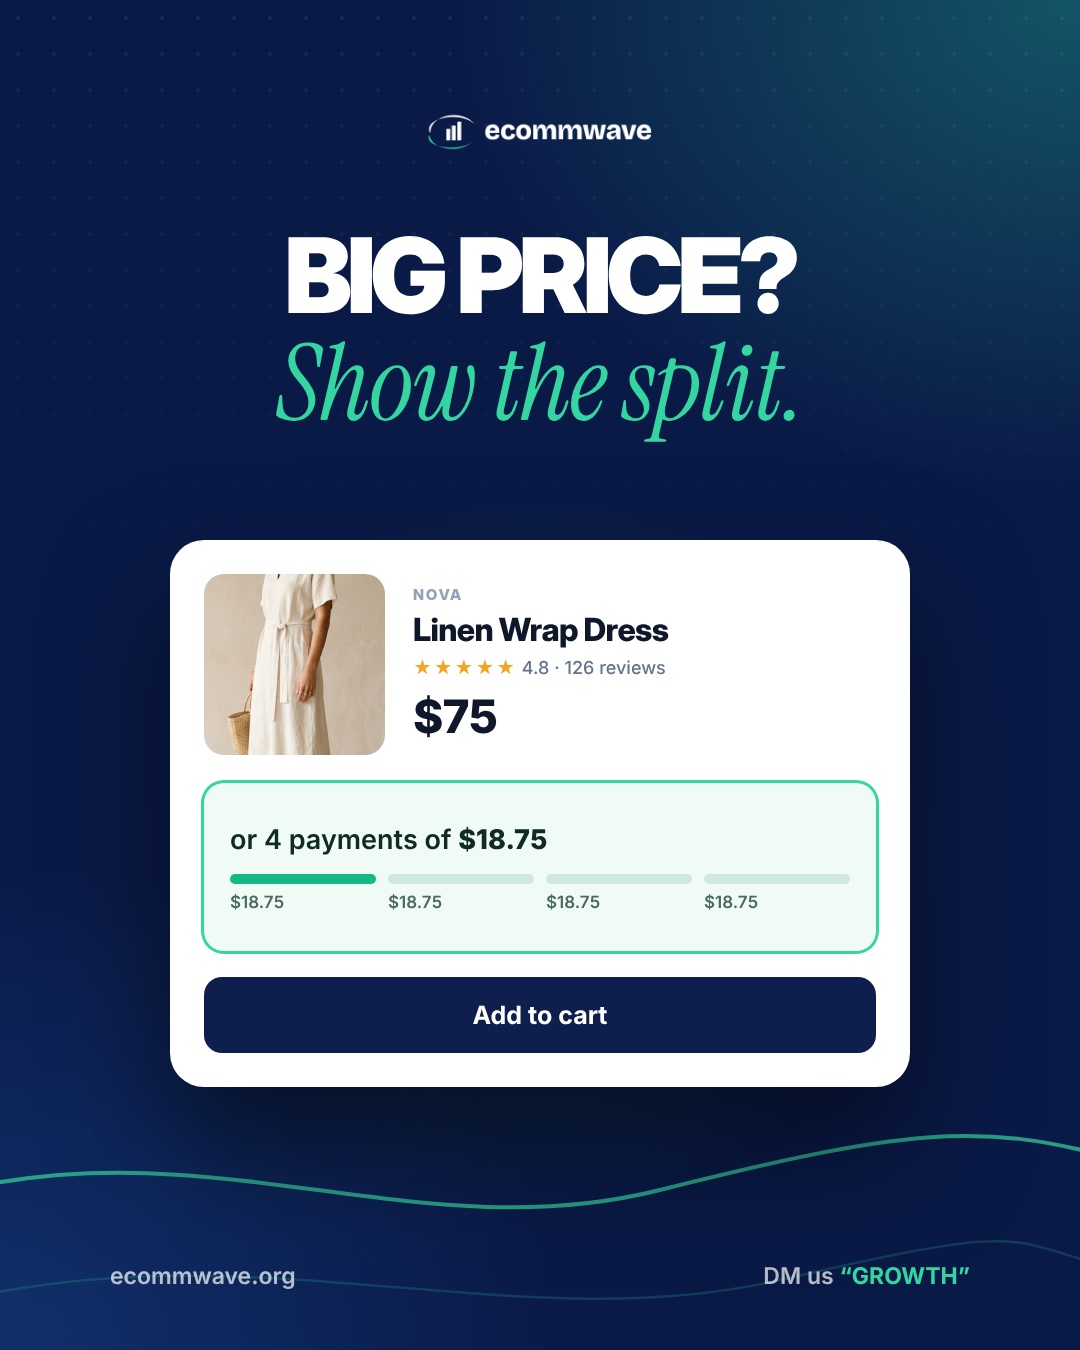 ecommwave
BIG PRICE?
Show the split.
NOVA
Linen Wrap Dress
★★★★★ 4.8 · 126 reviews
$75
or 4 payments of $18.75
$18.75 $18.75 $18.75 $18.75
Add to cart
ecommwave.org
DM us “GROWTH”